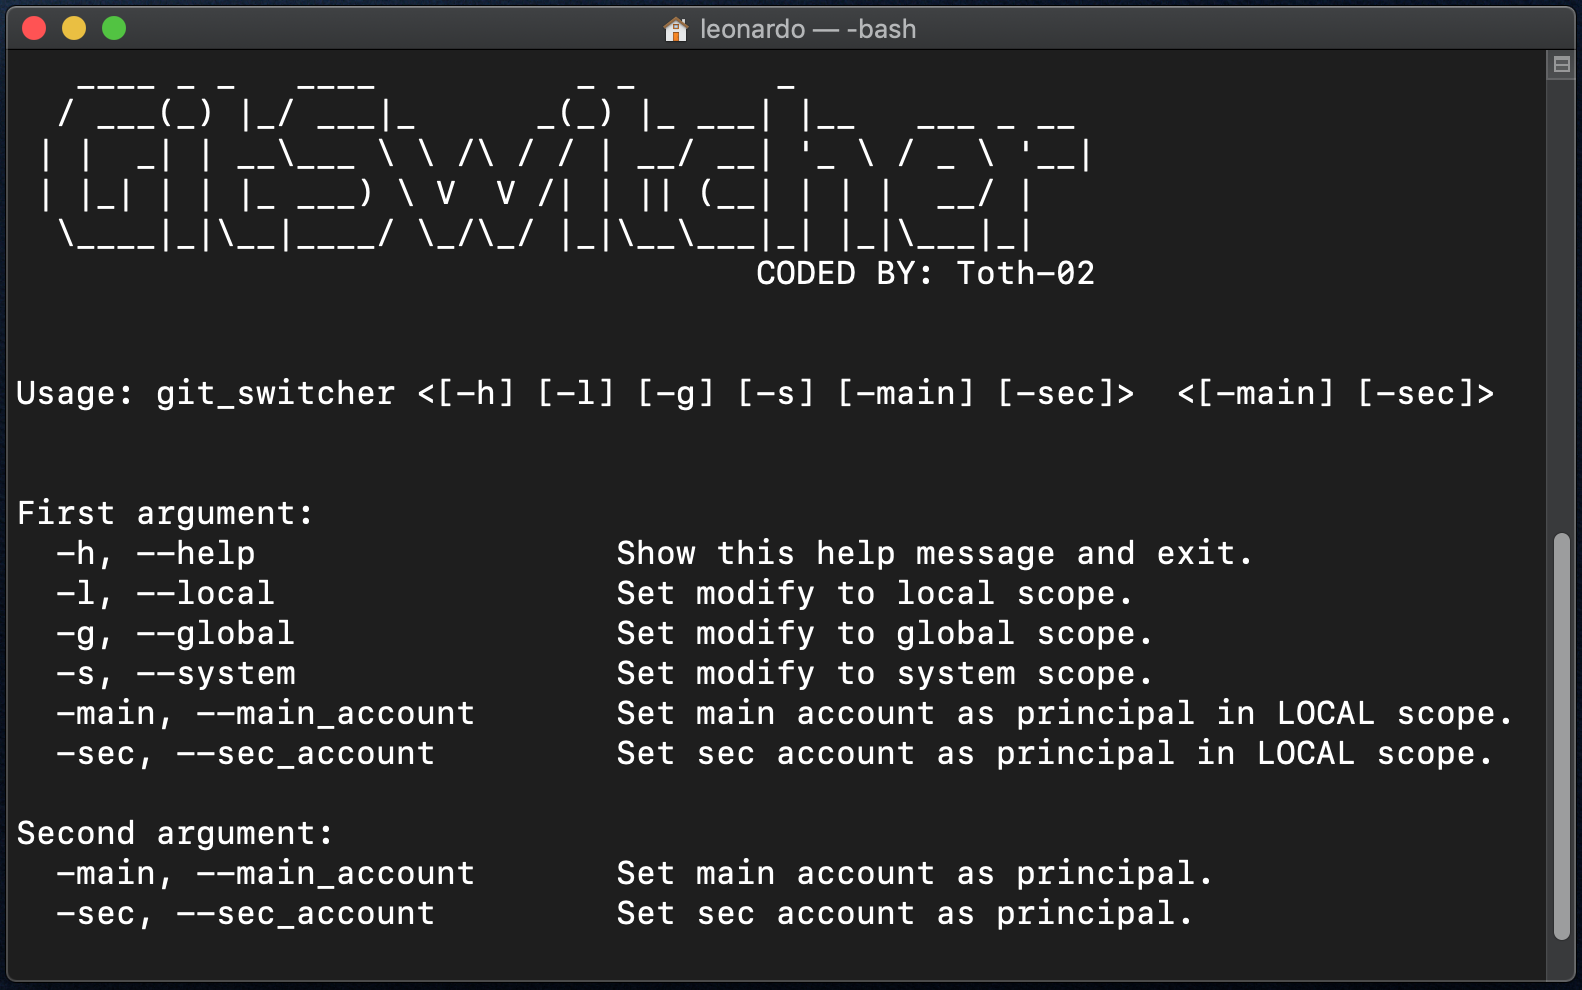 leonardo — -bash
GitSwitcher
CODED BY: Toth-02
Usage: git_switcher <[-h] [-l] [-g] [-s] [-main] [-sec]>  <[-main] [-sec]>
First argument:
-h, --help Show this help message and exit.
-l, --local Set modify to local scope.
-g, --global Set modify to global scope.
-s, --system Set modify to system scope.
-main, --main_account Set main account as principal in LOCAL scope.
-sec, --sec_account Set sec account as principal in LOCAL scope.
Second argument:
-main, --main_account Set main account as principal.
-sec, --sec_account Set sec account as principal.